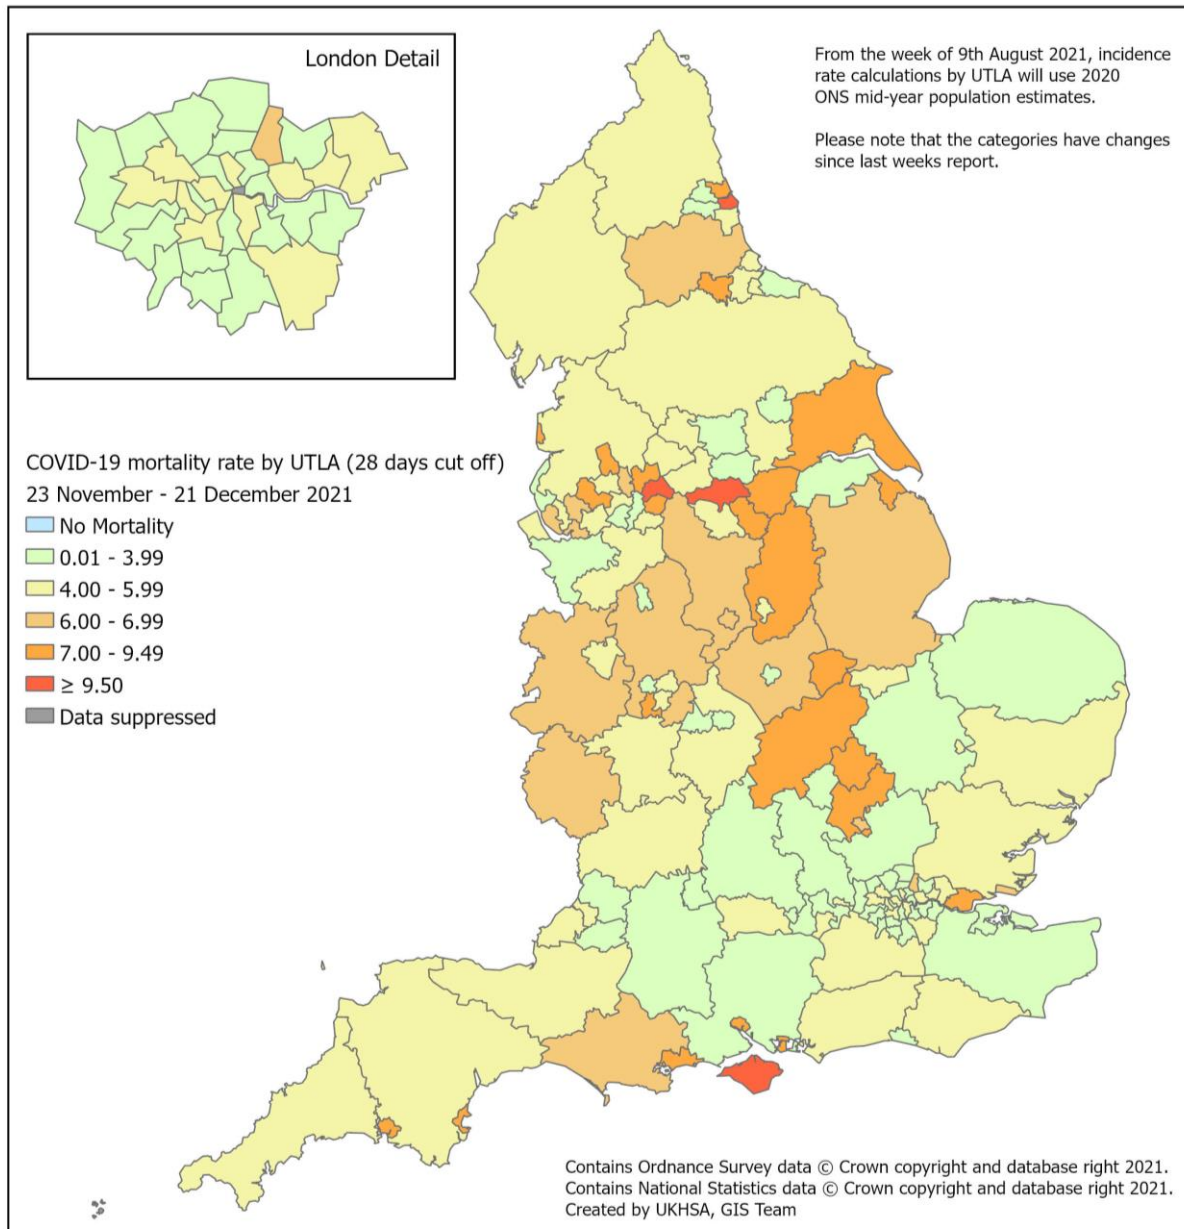 London Detail
From the week of 9th August 2021, incidence
rate calculations by UTLA will use 2020
ONS mid-year population estimates.
Please note that the categories have changes
since last weeks report.
COVID-19 mortality rate by UTLA (28 days cut off)
23 November - 21 December 2021
No Mortality
0.01 - 3.99
4.00 - 5.99
6.00 - 6.99
7.00 - 9.49
≥ 9.50
Data suppressed
Contains Ordnance Survey data © Crown copyright and database right 2021.
Contains National Statistics data © Crown copyright and database right 2021.
Created by UKHSA, GIS Team